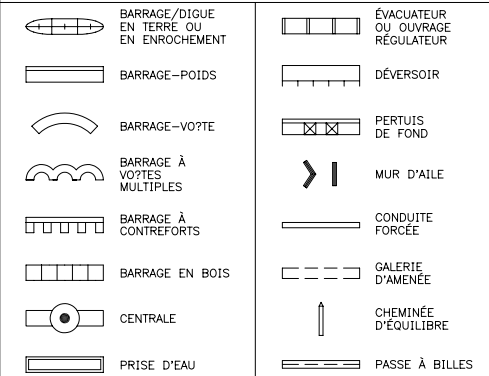 BARRAGE/DIGUE
EN TERRE OU
EN ENROCHEMENT
BARRAGE-POIDS
BARRAGE-VO?TE
BARRAGE À
VO?TES
MULTIPLES
BARRAGE À
CONTREFORTS
BARRAGE EN BOIS
CENTRALE
PRISE D'EAU
ÉVACUATEUR
OU OUVRAGE
RÉGULATEUR
DÉVERSOIR
PERTUIS
DE FOND
MUR D'AILE
CONDUITE
FORCÉE
GALERIE
D'AMENÉE
CHEMINÉE
D'ÉQUILIBRE
PASSE À BILLES